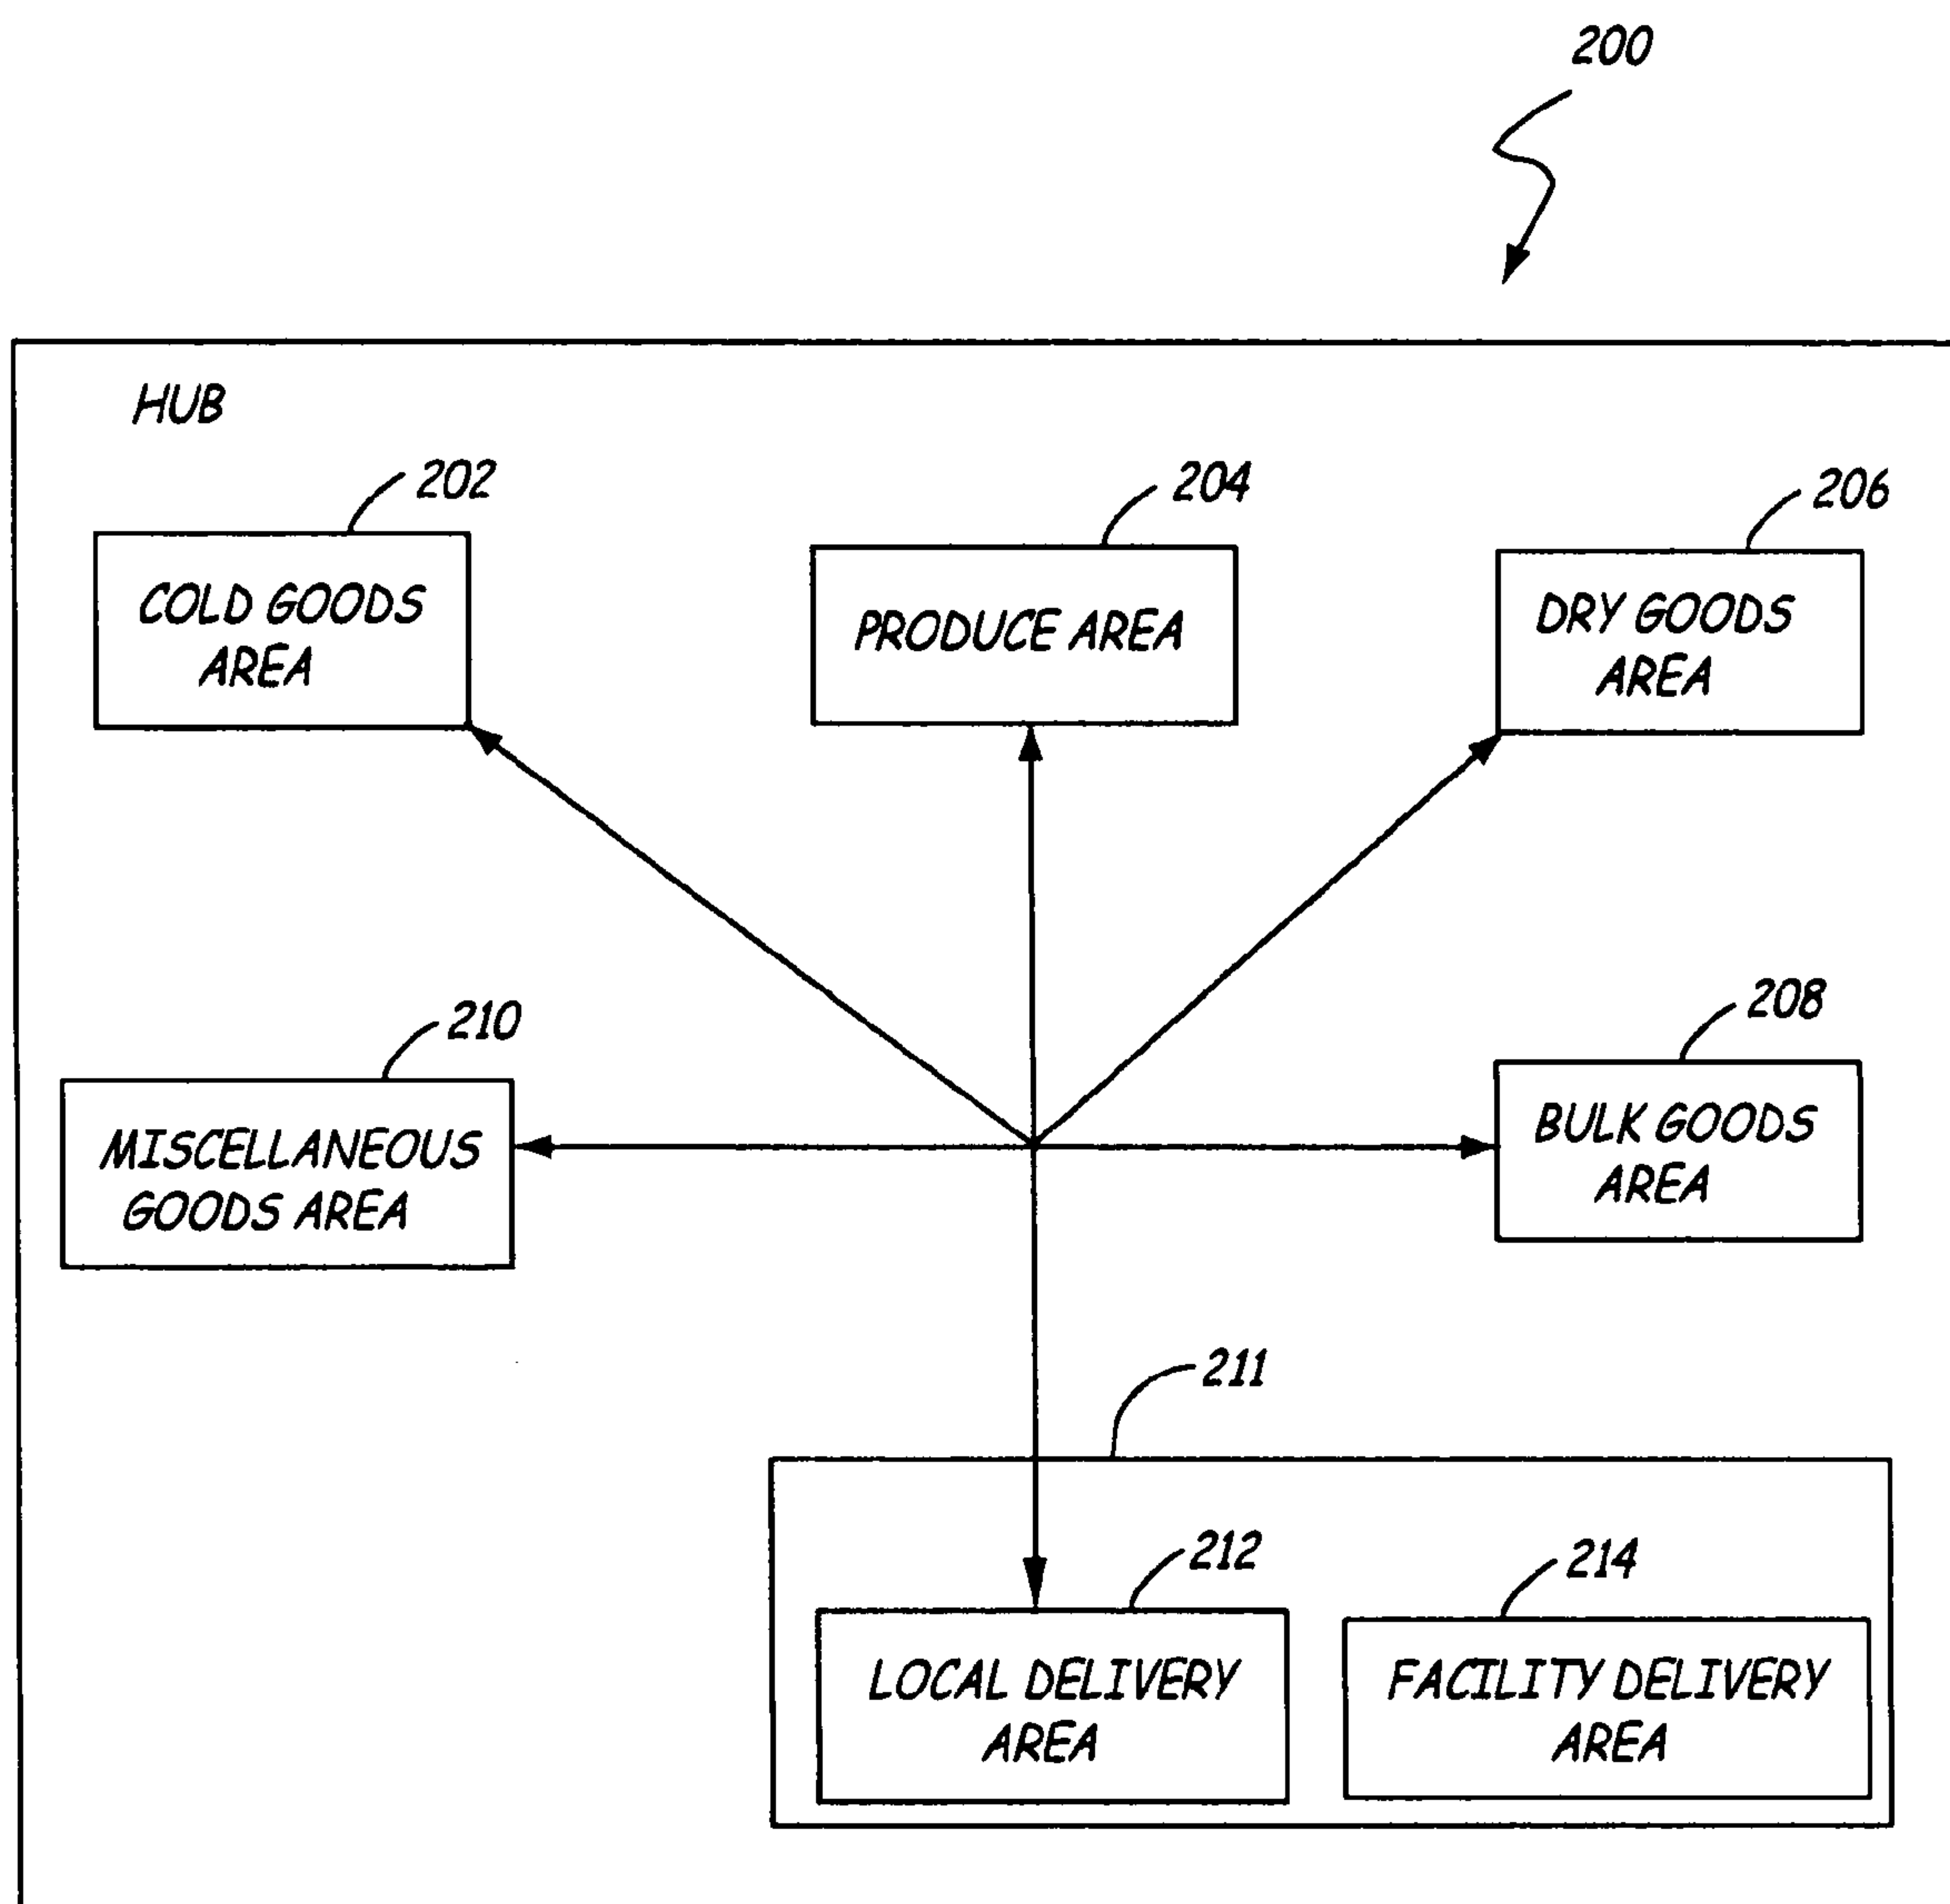 200
HUB
202
204
206
COLD GOODS
AREA
PRODUCE AREA
DRY GOODS
AREA
210
208
MISCELLANEOUS
GOODS AREA
BULK GOODS
AREA
211
212
214
LOCAL DELIVERY
AREA
FACILITY DELIVERY
AREA